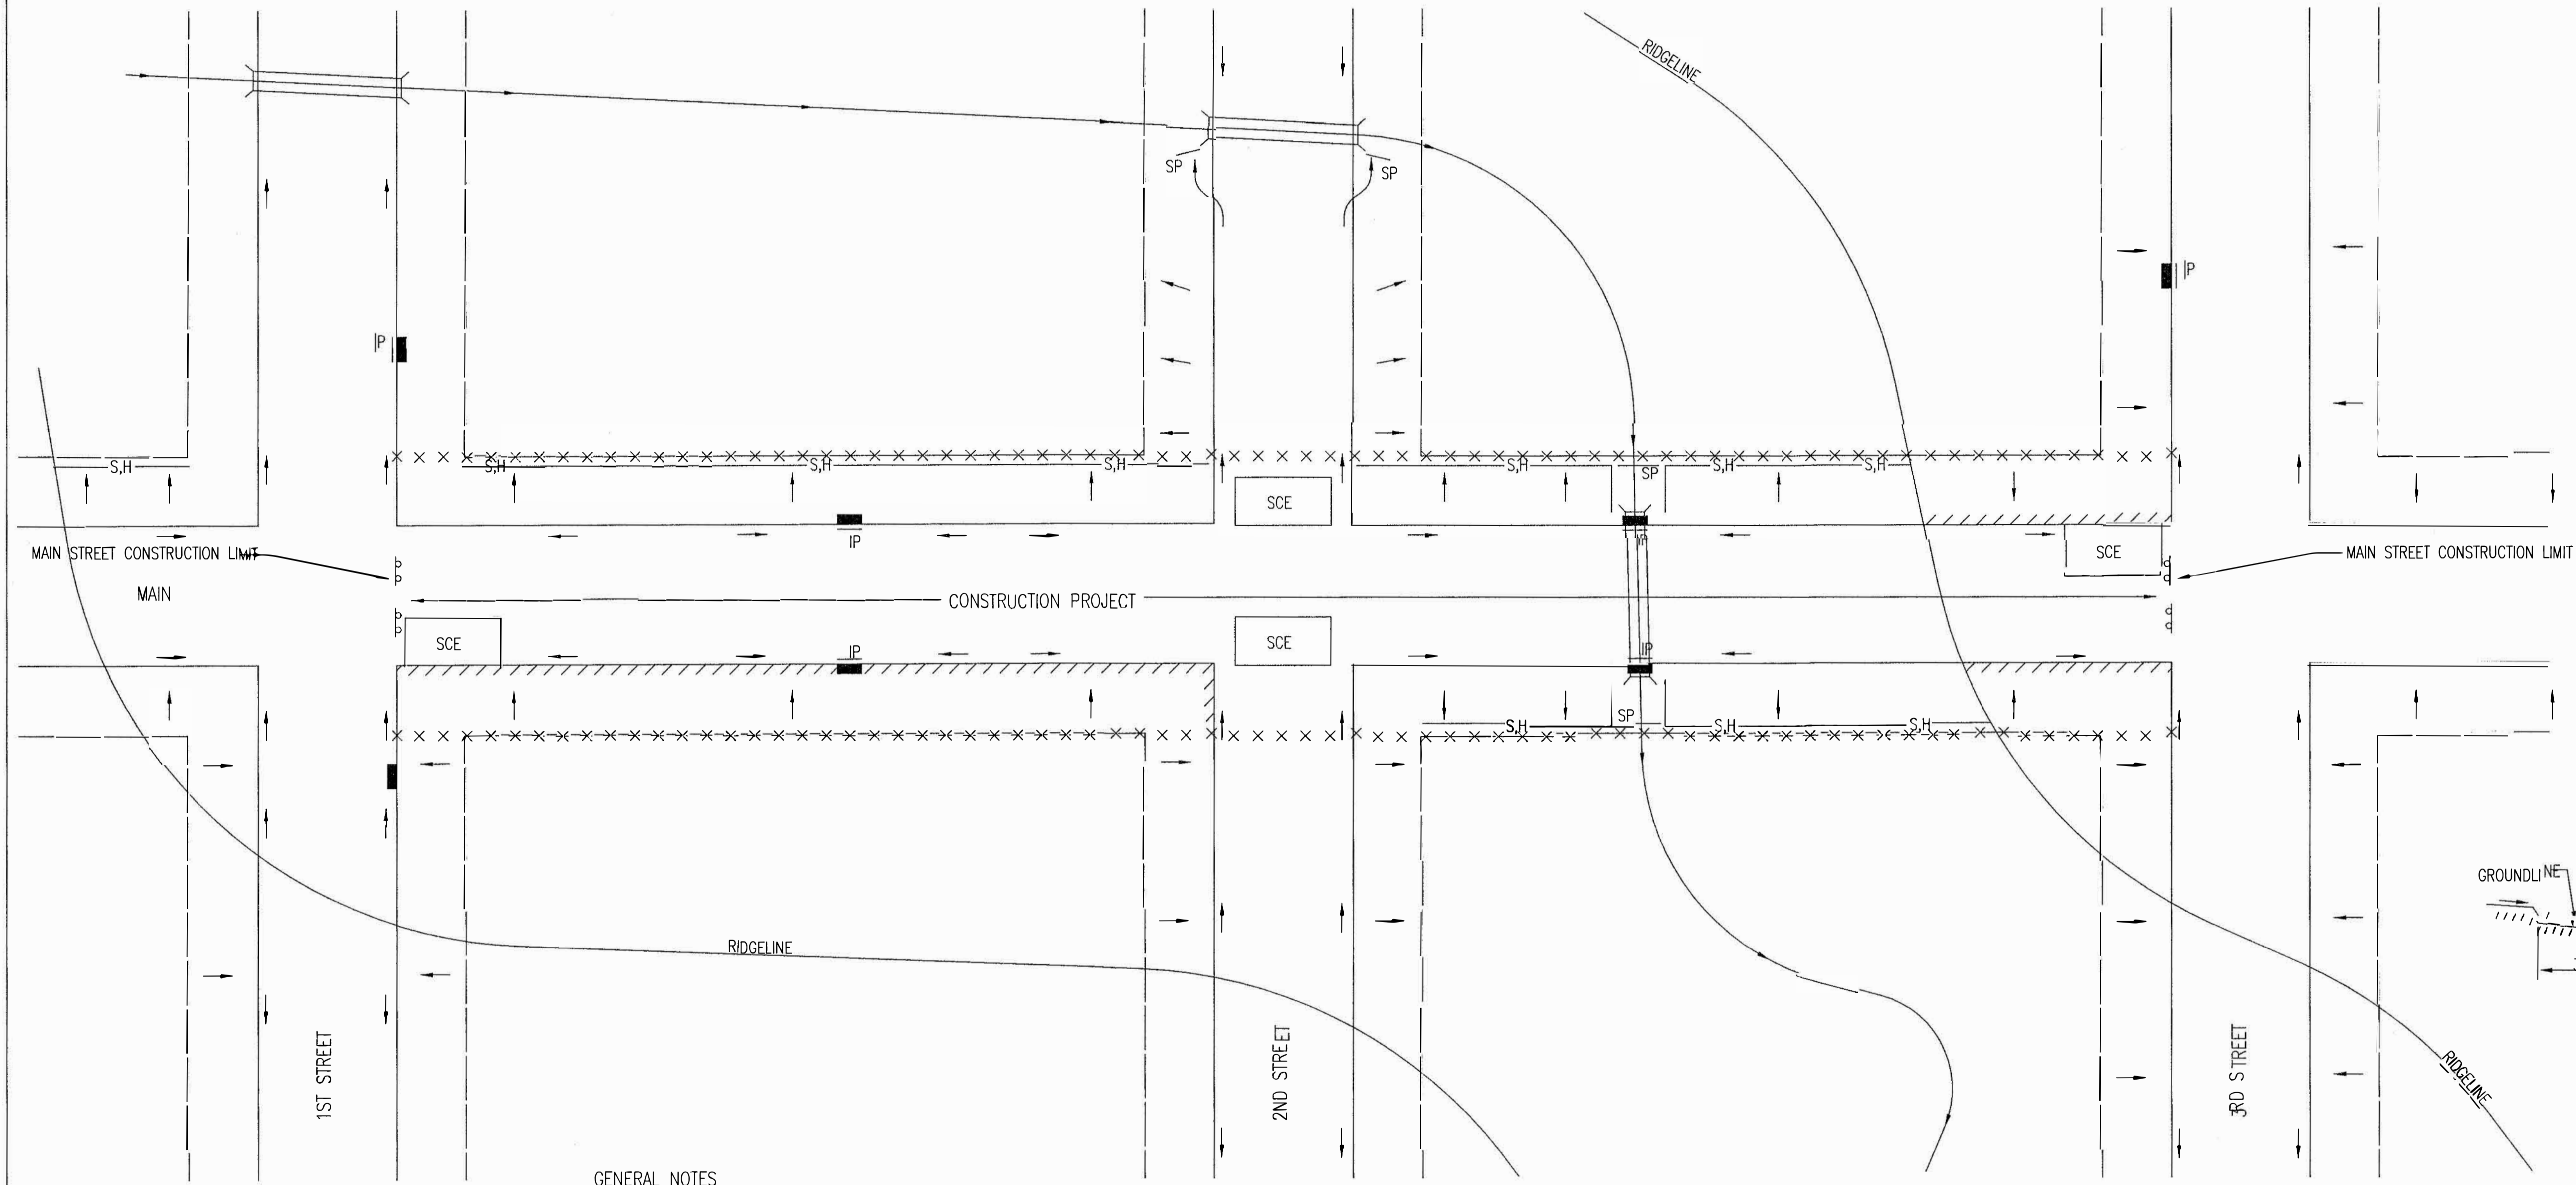 RIDGELINE
SP
SP
IP
IP
S,H
S,H
S,H
S,H
S,H
S,H
S,H
SP
SCE
IP
IP
SCE
MAIN STREET CONSTRUCTION LIMIT
MAIN STREET CONSTRUCTION LIMIT
MAIN
CONSTRUCTION PROJECT
SCE
SCE
IP
IP
S,H
SP
S,H
S,H
GROUNDLINE
RIDGELINE
1ST STREET
2ND STREET
3RD STREET
RIDGELINE
GENERAL NOTES